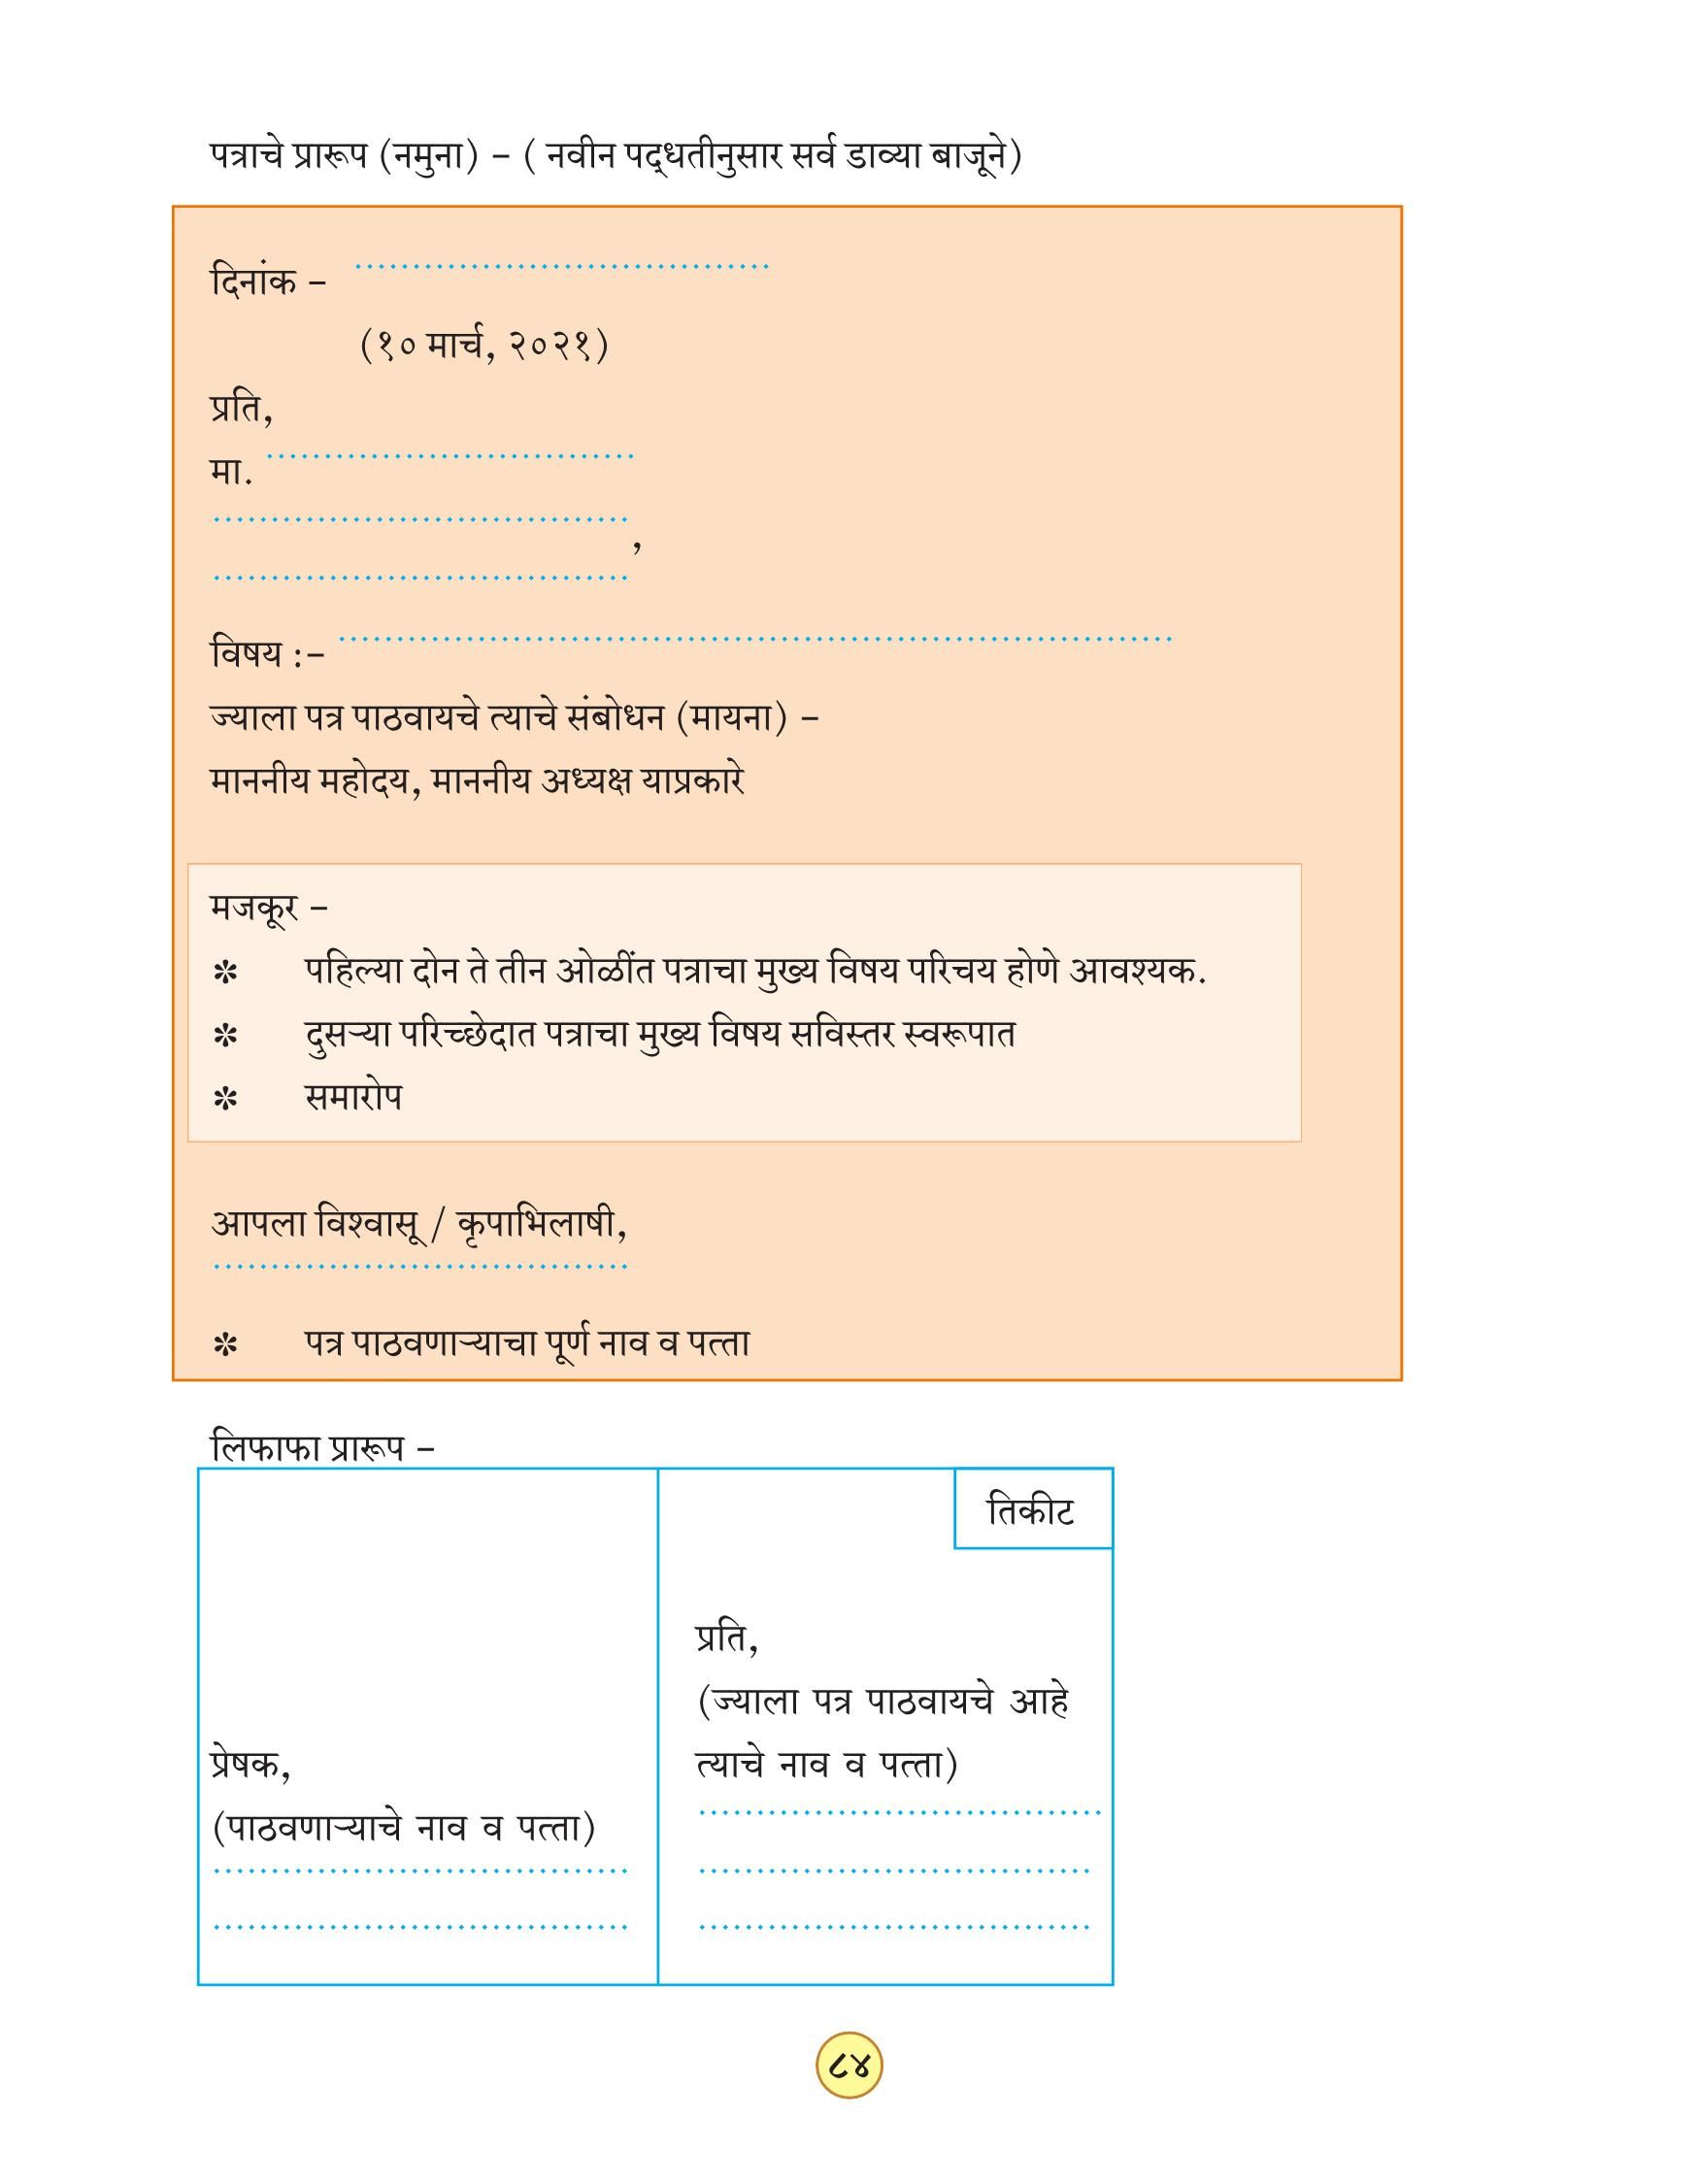 पत्राचे प्रारूप (नमुना) – ( नवीन पद्धतीनुसार सर्व डाव्या बाजूने)
दिनांक – ....................................
(१० मार्च, २०२१)
प्रति,
मा. ................................
....................................,
....................................
विषय :– ........................................................................
ज्याला पत्र पाठवायचे त्याचे संबोधन (मायना) –
माननीय महोदय, माननीय अध्यक्ष याप्रकारे
मजकूर –
✽ पहिल्या दोन ते तीन ओळींत पत्राचा मुख्य विषय परिचय होणे आवश्यक.
✽ दुसऱ्या परिच्छेदात पत्राचा मुख्य विषय सविस्तर स्वरूपात
✽ समारोप
आपला विश्वासू / कृपाभिलाषी,
....................................
✽ पत्र पाठवणाऱ्याचा पूर्ण नाव व पत्ता
लिफाफा प्रारूप –
तिकीट
प्रेषक,
(पाठवणाऱ्याचे नाव व पत्ता)
....................................
....................................
प्रति,
(ज्याला पत्र पाठवायचे आहे
त्याचे नाव व पत्ता)
...................................
..................................
..................................
८४